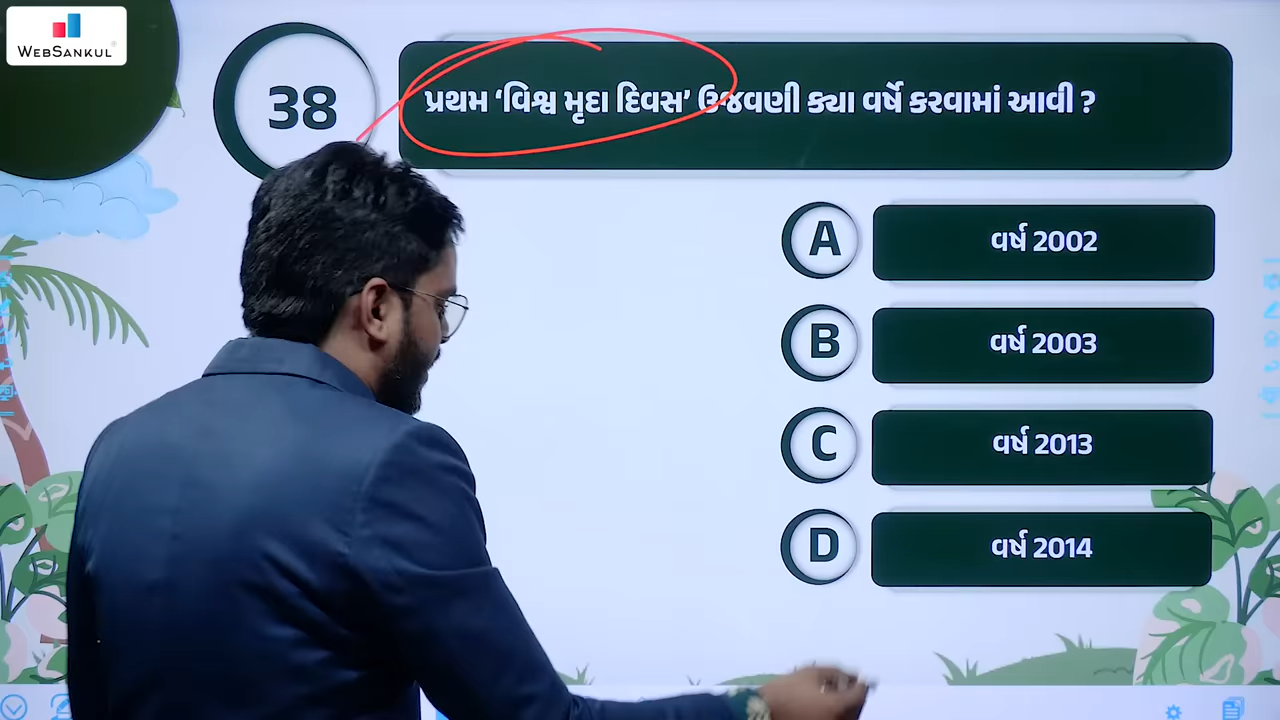 WEBSANKUL
38
પ્રથમ ‘વિશ્વ મૃદા દિવસ’ ઉજવણી ક્યા વર્ષે કરવામાં આવી ?
A
વર્ષ 2002
B
વર્ષ 2003
C
વર્ષ 2013
D
વર્ષ 2014